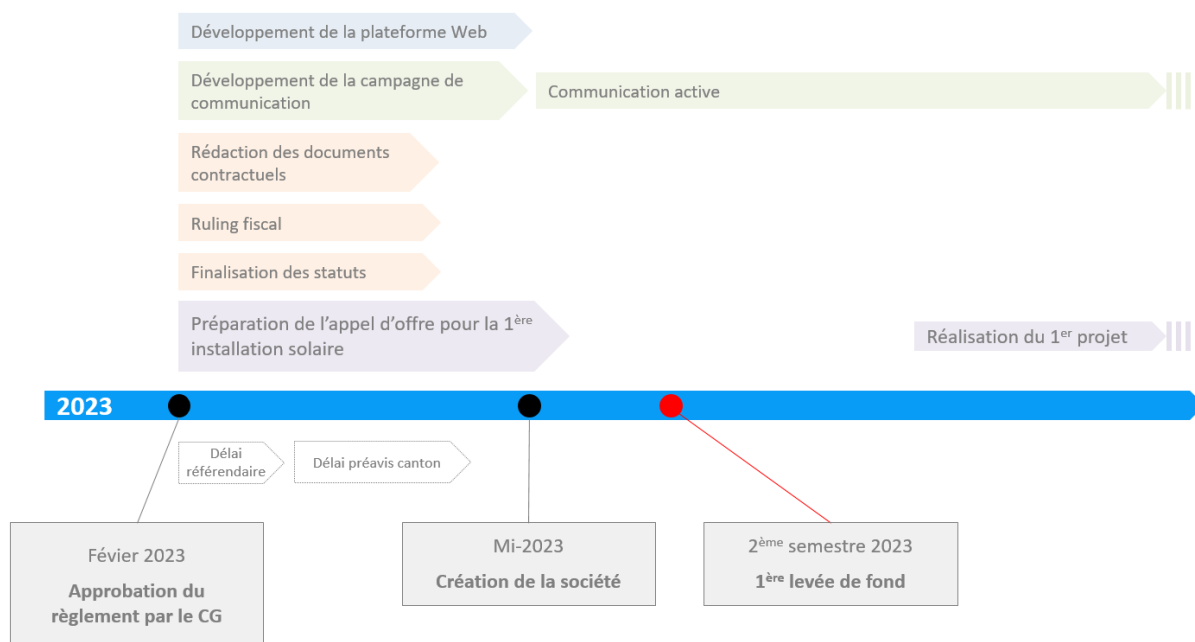 Développement de la plateforme Web
Développement de la campagne de
communication
Communication active
Rédaction des documents
contractuels
Ruling fiscal
Finalisation des statuts
Préparation de l’appel d’offre pour la 1ère
installation solaire
Réalisation du 1er projet
2023
Délai
référendaire
Délai préavis canton
Févier 2023
Approbation du
règlement par le CG
Mi-2023
Création de la société
2ème semestre 2023
1ère levée de fond